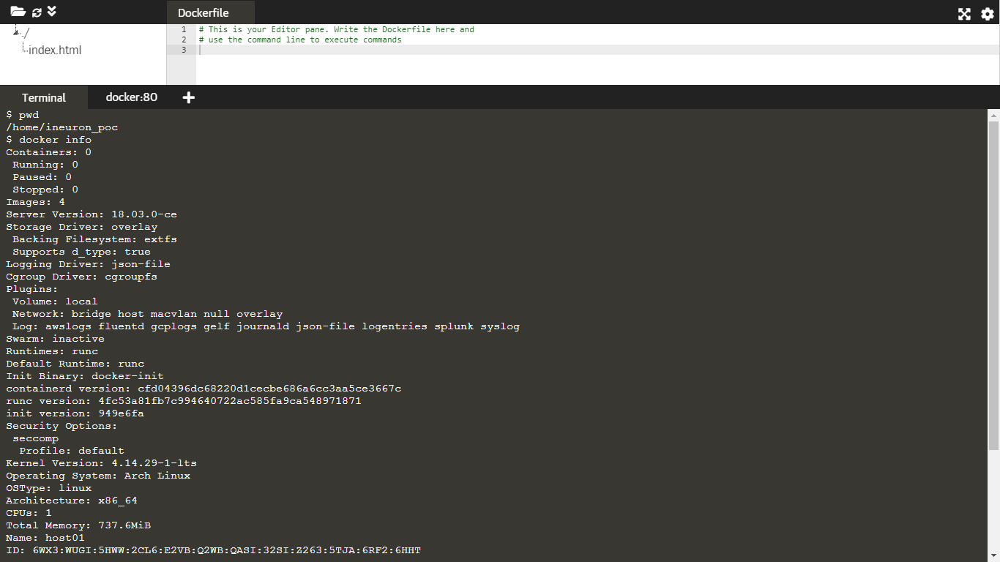 Dockerfile
./
index.html
1 # This is your Editor pane. Write the Dockerfile here and
2 # use the command line to execute commands
3
Terminal docker:80
$ pwd
/home/ineuron_poc
$ docker info
Containers: 0
Running: 0
Paused: 0
Stopped: 0
Images: 4
Server Version: 18.03.0-ce
Storage Driver: overlay
Backing Filesystem: extfs
Supports d_type: true
Logging Driver: json-file
Cgroup Driver: cgroupfs
Plugins:
Volume: local
Network: bridge host macvlan null overlay
Log: awslogs fluentd gcplogs gelf journald json-file logentries splunk syslog
Swarm: inactive
Runtimes: runc
Default Runtime: runc
Init Binary: docker-init
containerd version: cfd04396dc68220d1cecbe686a6cc3aa5ce3667c
runc version: 4fc53a81fb7c994640722ac585fa9ca548971871
init version: 949e6fa
Security Options:
seccomp
Profile: default
Kernel Version: 4.14.29-1-lts
Operating System: Arch Linux
OSType: linux
Architecture: x86_64
CPUs: 1
Total Memory: 737.6MiB
Name: host01
ID: 6WX3:WUGI:5HWW:2CL6:E2VB:Q2WB:QASI:32SI:Z263:5TJA:6RF2:6HHT